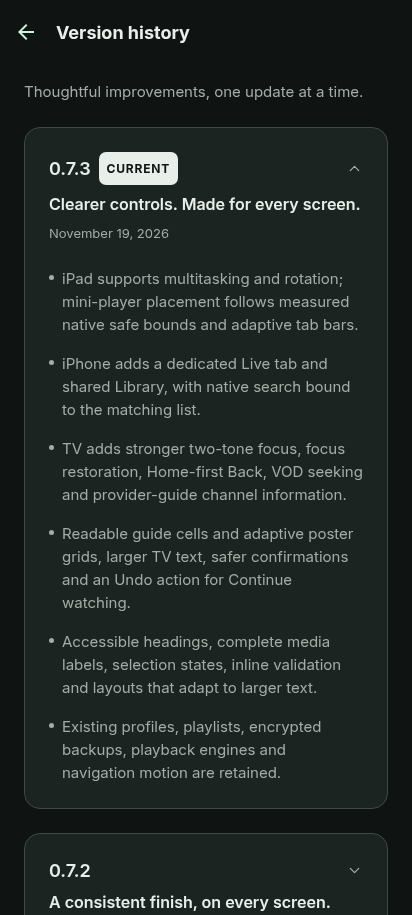 Version history
Thoughtful improvements, one update at a time.
0.7.3 CURRENT
Clearer controls. Made for every screen.
November 19, 2026
• iPad supports multitasking and rotation;
mini-player placement follows measured
native safe bounds and adaptive tab bars.
• iPhone adds a dedicated Live tab and
shared Library, with native search bound
to the matching list.
• TV adds stronger two-tone focus, focus
restoration, Home-first Back, VOD seeking
and provider-guide channel information.
• Readable guide cells and adaptive poster
grids, larger TV text, safer confirmations
and an Undo action for Continue
watching.
• Accessible headings, complete media
labels, selection states, inline validation
and layouts that adapt to larger text.
• Existing profiles, playlists, encrypted
backups, playback engines and
navigation motion are retained.
0.7.2
A consistent finish, on every screen.